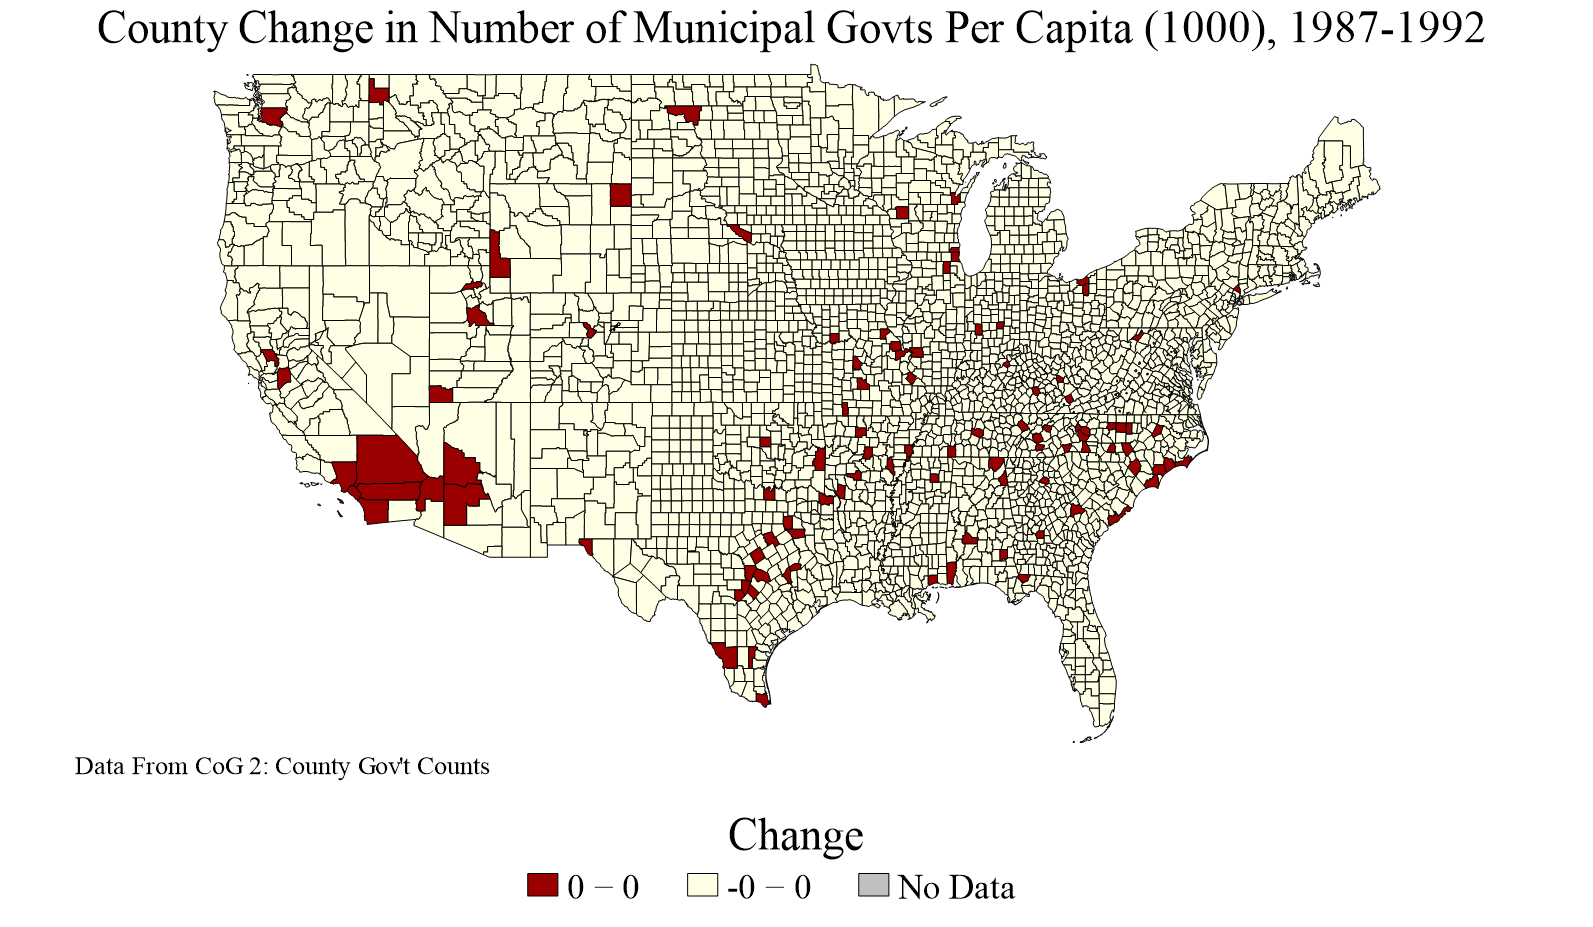 County Change in Number of Municipal Govts Per Capita (1000), 1987-1992
Data From CoG 2: County Gov't Counts
Change
0 − 0
-0 − 0
No Data